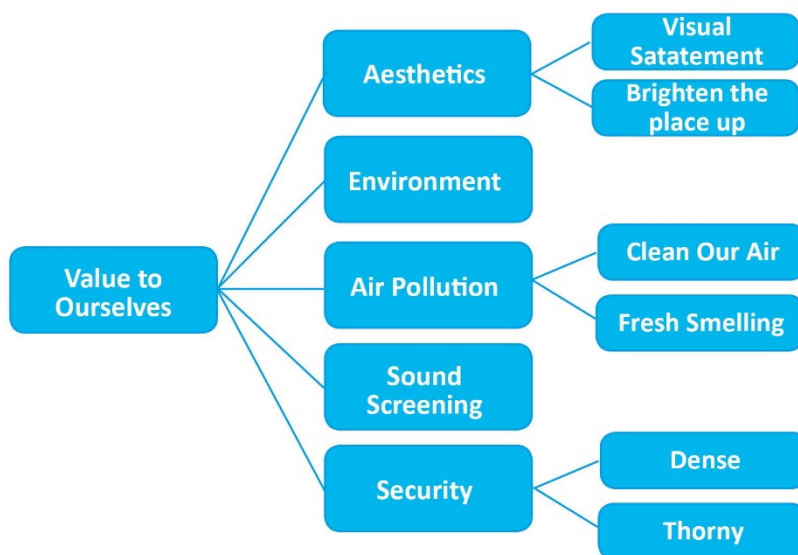 Visual
Satatement
Aesthetics
Brighten the
place up
Environment
Value to
Ourselves
Air Pollution
Clean Our Air
Fresh Smelling
Sound
Screening
Security
Dense
Thorny